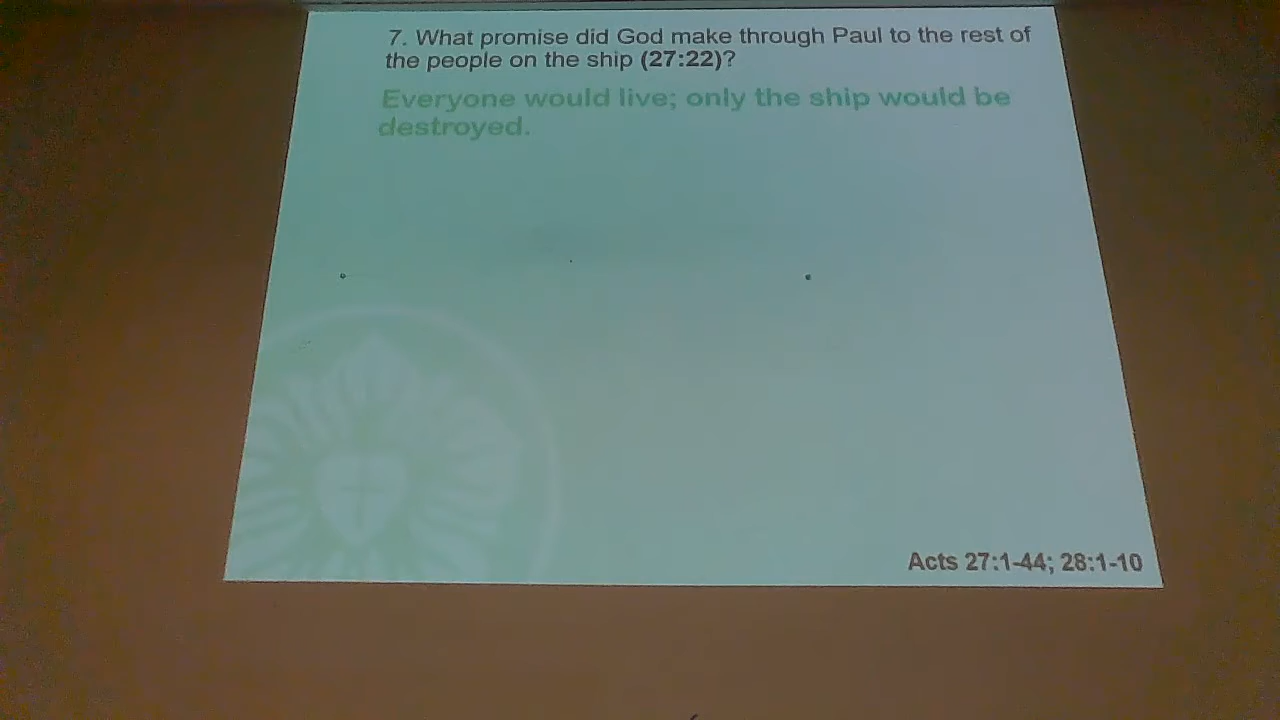 7. What promise did God make through Paul to the rest of
the people on the ship (27:22)?
Everyone would live; only the ship would be
destroyed.
Acts 27:1-44; 28:1-10